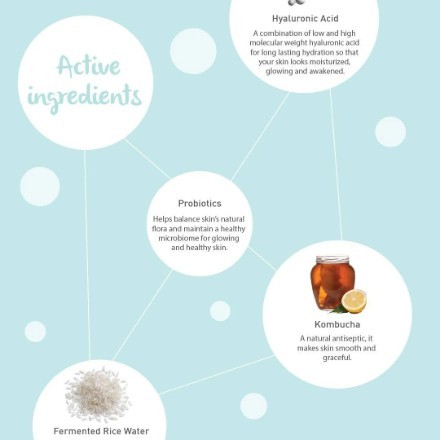 Active
ingredients
Hyaluronic Acid
A combination of low and high
molecular weight hyaluronic acid
for long lasting hydration so that
your skin looks moisturized,
glowing and awakened.
Probiotics
Helps balance skin's natural
flora and maintain a healthy
microbiome for glowing
and healthy skin.
Kombucha
A natural antiseptic, it
makes skin smooth and
graceful.
Fermented Rice Water